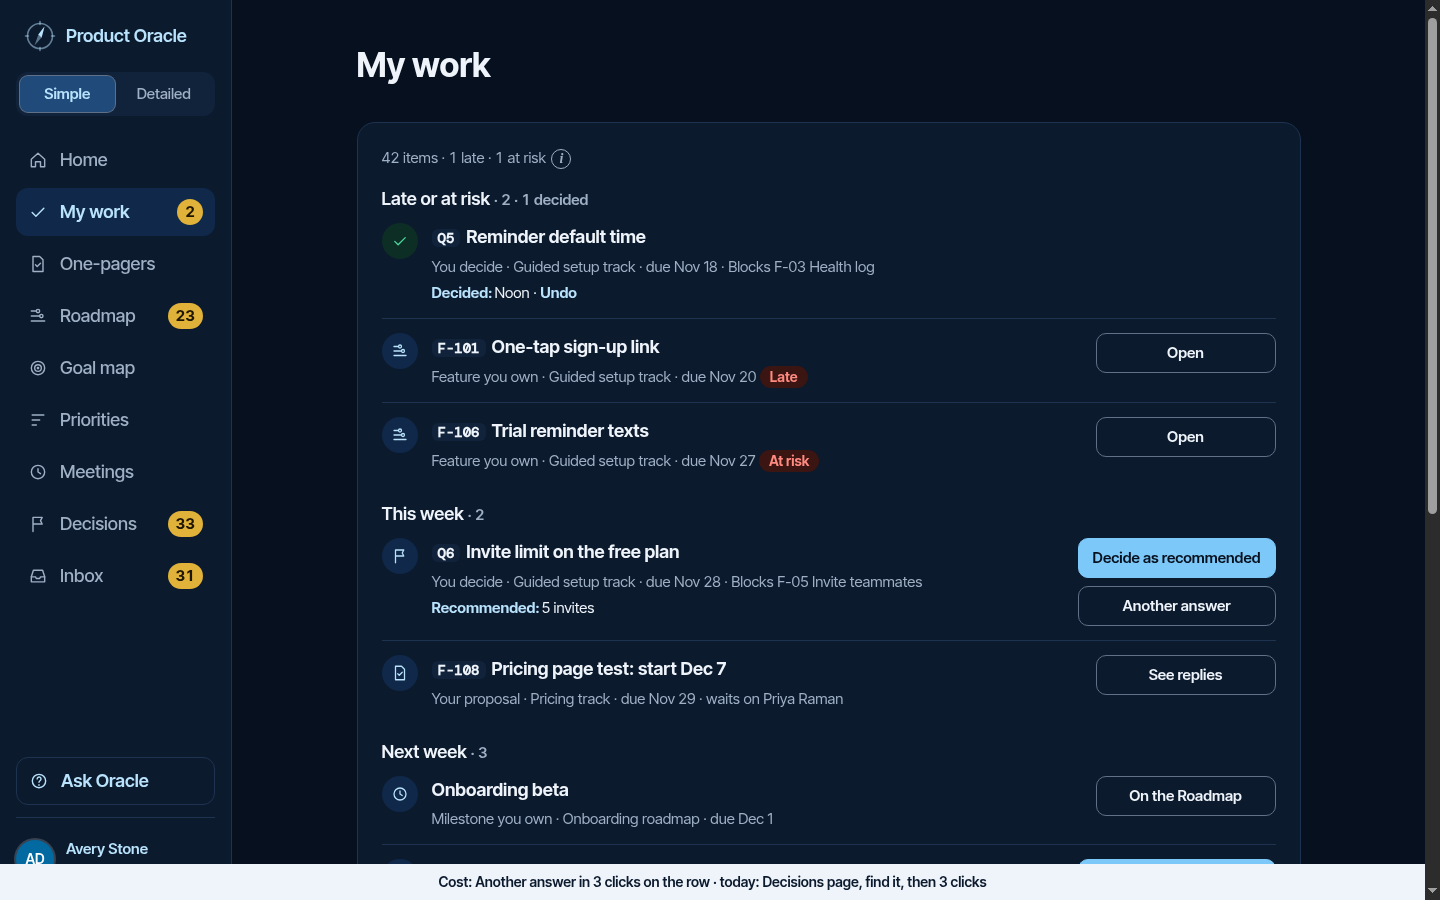 Product Oracle
Simple
Detailed
Home
My work
2
One-pagers
Roadmap
23
Goal map
Priorities
Meetings
Decisions
33
Inbox
31
Ask Oracle
AD
Avery Stone
My work
42 items · 1 late · 1 at risk i
Late or at risk · 2 · 1 decided
Q5 Reminder default time
You decide · Guided setup track · due Nov 18 · Blocks F-03 Health log
Decided: Noon · Undo
F-101 One-tap sign-up link
Feature you own · Guided setup track · due Nov 20 Late
Open
F-106 Trial reminder texts
Feature you own · Guided setup track · due Nov 27 At risk
Open
This week · 2
Q6 Invite limit on the free plan
You decide · Guided setup track · due Nov 28 · Blocks F-05 Invite teammates
Recommended: 5 invites
Decide as recommended
Another answer
F-108 Pricing page test: start Dec 7
Your proposal · Pricing track · due Nov 29 · waits on Priya Raman
See replies
Next week · 3
Onboarding beta
Milestone you own · Onboarding roadmap · due Dec 1
On the Roadmap
Cost: Another answer in 3 clicks on the row · today: Decisions page, find it, then 3 clicks